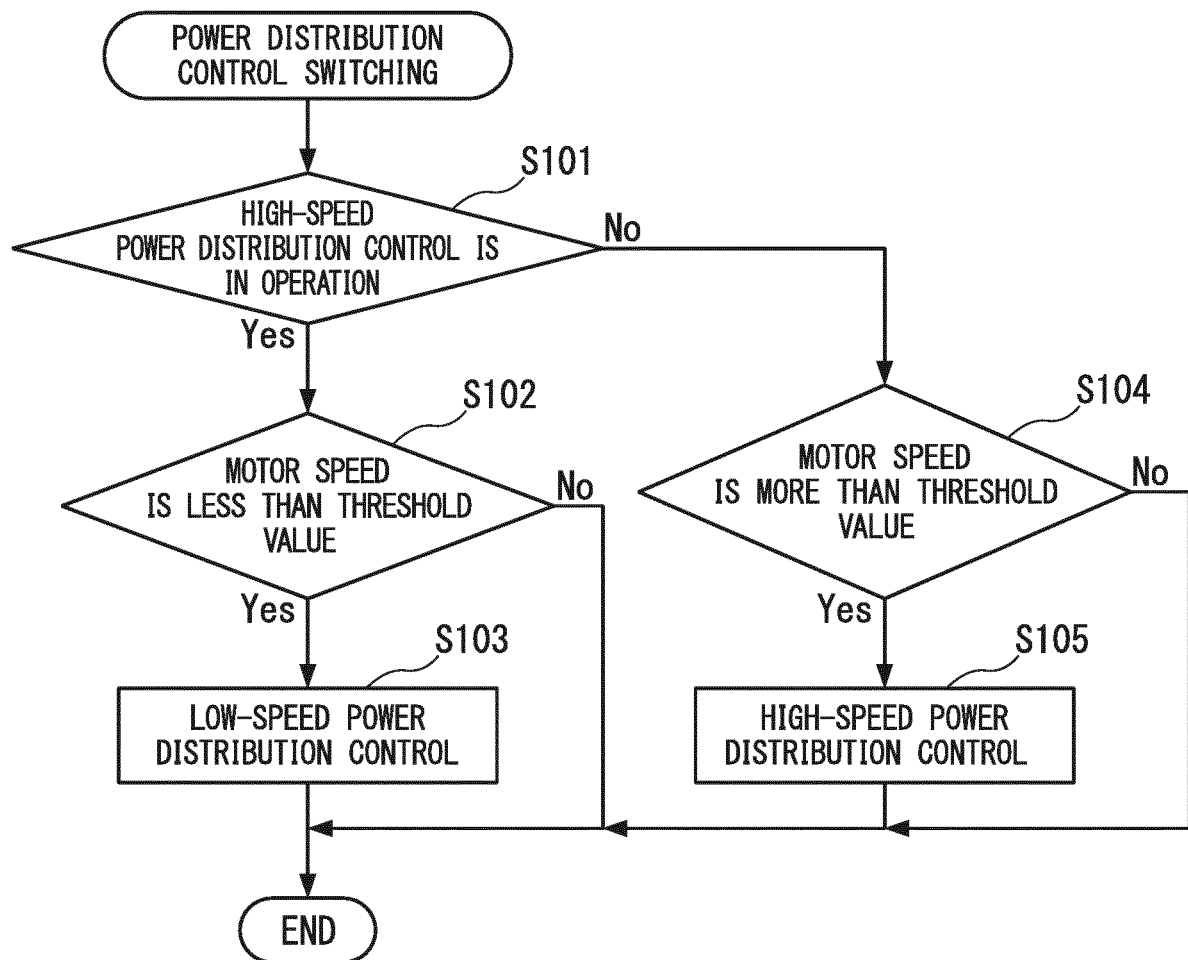 POWER DISTRIBUTION
CONTROL SWITCHING
S101
HIGH-SPEED
POWER DISTRIBUTION CONTROL IS
IN OPERATION
No
Yes
S102
MOTOR SPEED
IS LESS THAN THRESHOLD
VALUE
No
Yes
S103
LOW-SPEED POWER
DISTRIBUTION CONTROL
S104
MOTOR SPEED
IS MORE THAN THRESHOLD
VALUE
No
Yes
S105
HIGH-SPEED POWER
DISTRIBUTION CONTROL
END